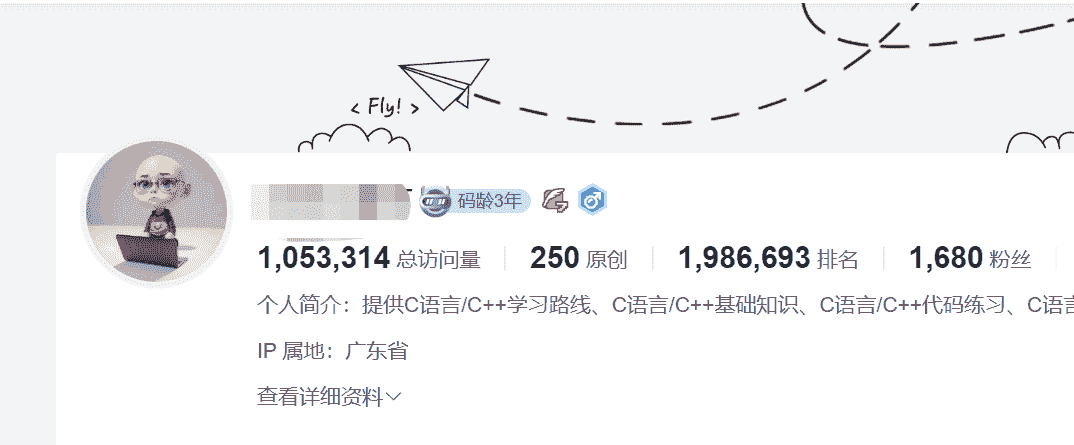 < Fly! >
码龄3年
1,053,314 总访问量 250 原创 1,986,693 排名 1,680 粉丝
个人简介：提供C语言/C++学习路线、C语言/C++基础知识、C语言/C++代码练习、C语言
IP 属地：广东省
查看详细资料